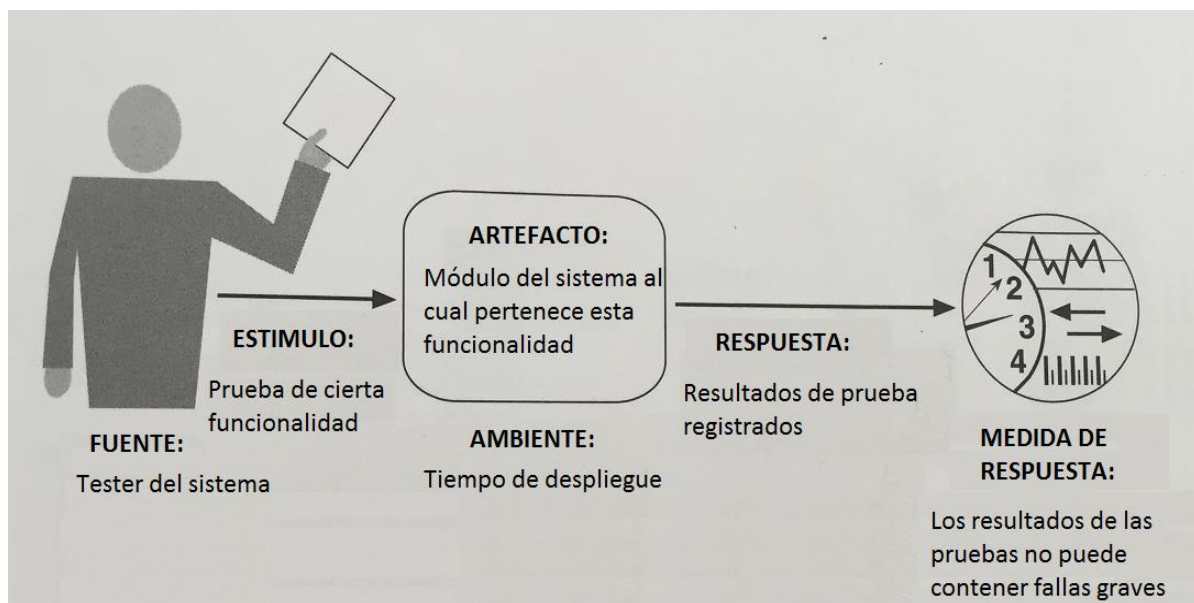 ARTEFACTO:
Módulo del sistema al
cual pertenece esta
funcionalidad
ESTIMULO:
Prueba de cierta
funcionalidad
FUENTE:
Tester del sistema
AMBIENTE:
Tiempo de despliegue
RESPUESTA:
Resultados de prueba
registrados
1
2
3
4
MEDIDA DE
RESPUESTA:
Los resultados de las
pruebas no puede
contener fallas graves